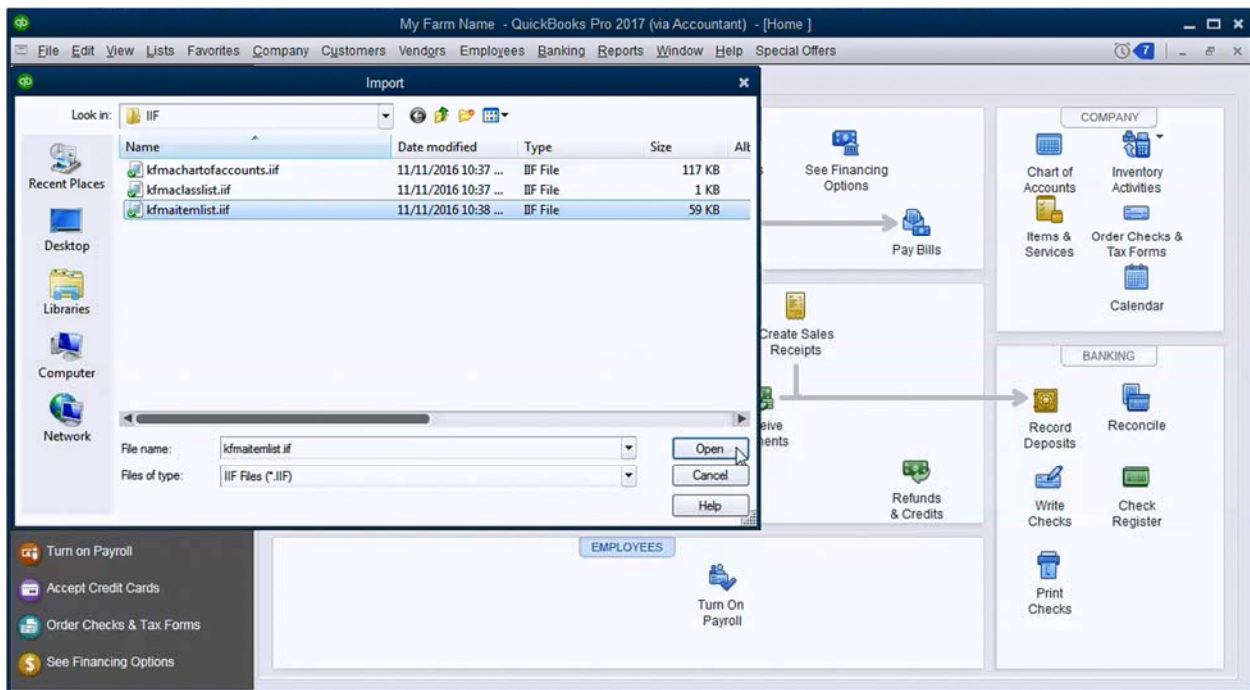 My Farm Name - QuickBooks Pro 2017 (via Accountant) - [Home ]
File Edit View Lists Favorites Company Customers Vendors Employees Banking Reports Window Help Special Offers
7
Import
Look in:
IIF
Name Date modified Type Size Alt
kfmachartofaccounts.iif 11/11/2016 10:37 ... IIF File 117 KB
kfmaclasslist.iif 11/11/2016 10:37 ... IIF File 1 KB
kfmaitemlist.iif 11/11/2016 10:38 ... IIF File 59 KB
Recent Places
Desktop
Libraries
Computer
Network
File name:
kfmaitemlist.iif
Open
Files of type:
IIF Files (*.IIF)
Cancel
Help
See Financing
Options
Pay Bills
Create Sales
Receipts
eive
ents
Refunds
& Credits
COMPANY
Chart of
Accounts
Inventory
Activities
Items &
Services
Order Checks &
Tax Forms
Calendar
BANKING
Record
Deposits
Reconcile
Write
Checks
Check
Register
Print
Checks
Turn on Payroll
Accept Credit Cards
Order Checks & Tax Forms
See Financing Options
EMPLOYEES
Turn On
Payroll